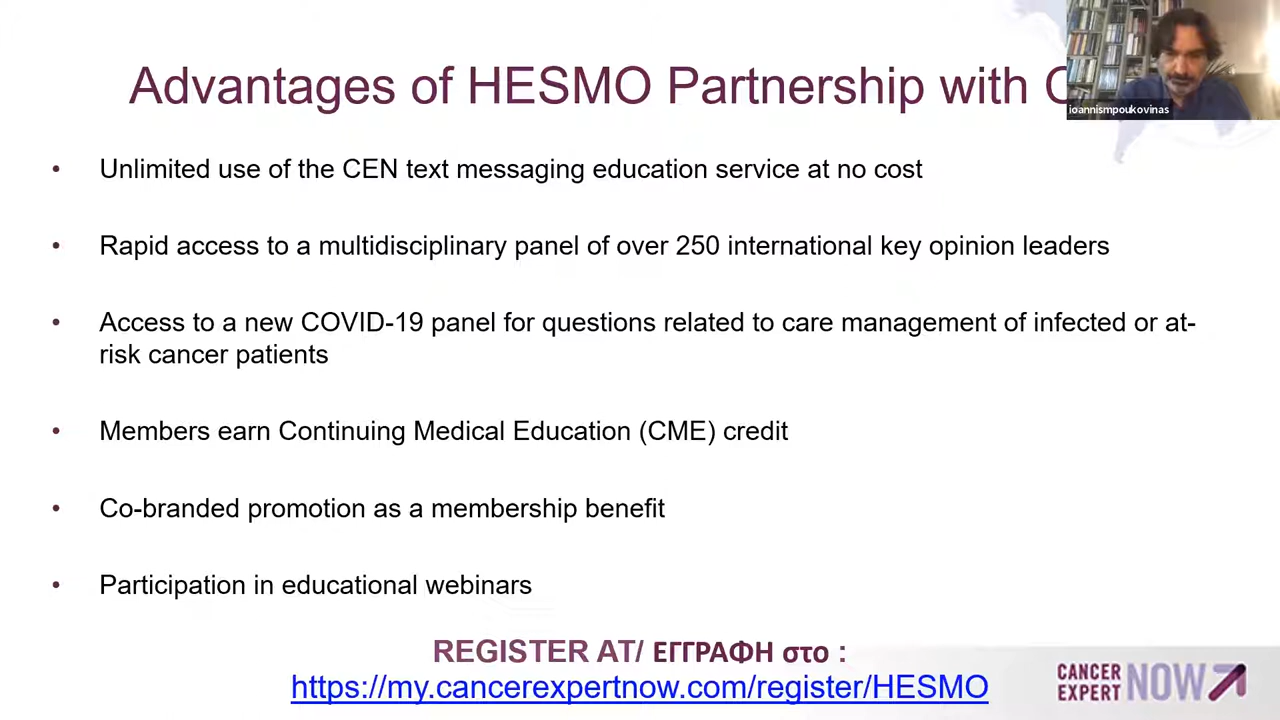 Advantages of HESMO Partnership with
ioannismpoukovinas
• Unlimited use of the CEN text messaging education service at no cost
• Rapid access to a multidisciplinary panel of over 250 international key opinion leaders
• Access to a new COVID-19 panel for questions related to care management of infected or at-
risk cancer patients
• Members earn Continuing Medical Education (CME) credit
• Co-branded promotion as a membership benefit
• Participation in educational webinars
REGISTER AT/ ΕΓΓΡΑΦΗ στο :
https://my.cancerexpertnow.com/register/HESMO
CANCER
EXPERT NOW